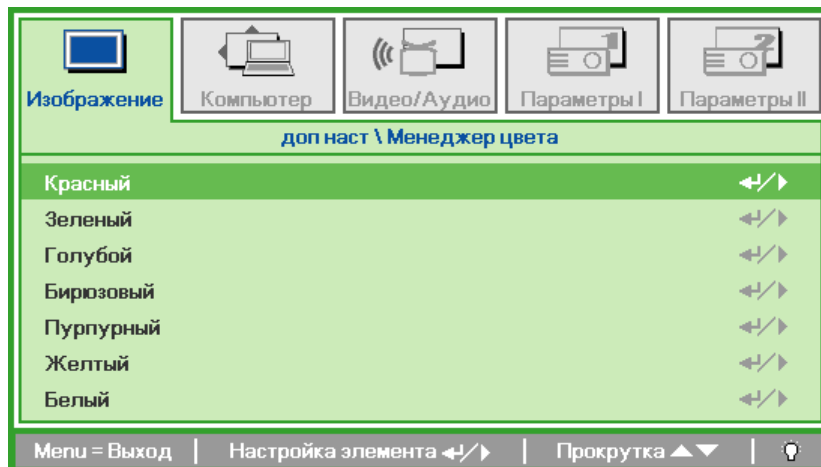 Изображение Компьютер Видео/Аудио Параметры I Параметры II
доп наст \ Менеджер цвета
Красный
Зеленый
Голубой
Бирюзовый
Пурпурный
Желтый
Белый
Menu = Выход | Настройка элемента ↵/▶ | Прокрутка ▲▼ |